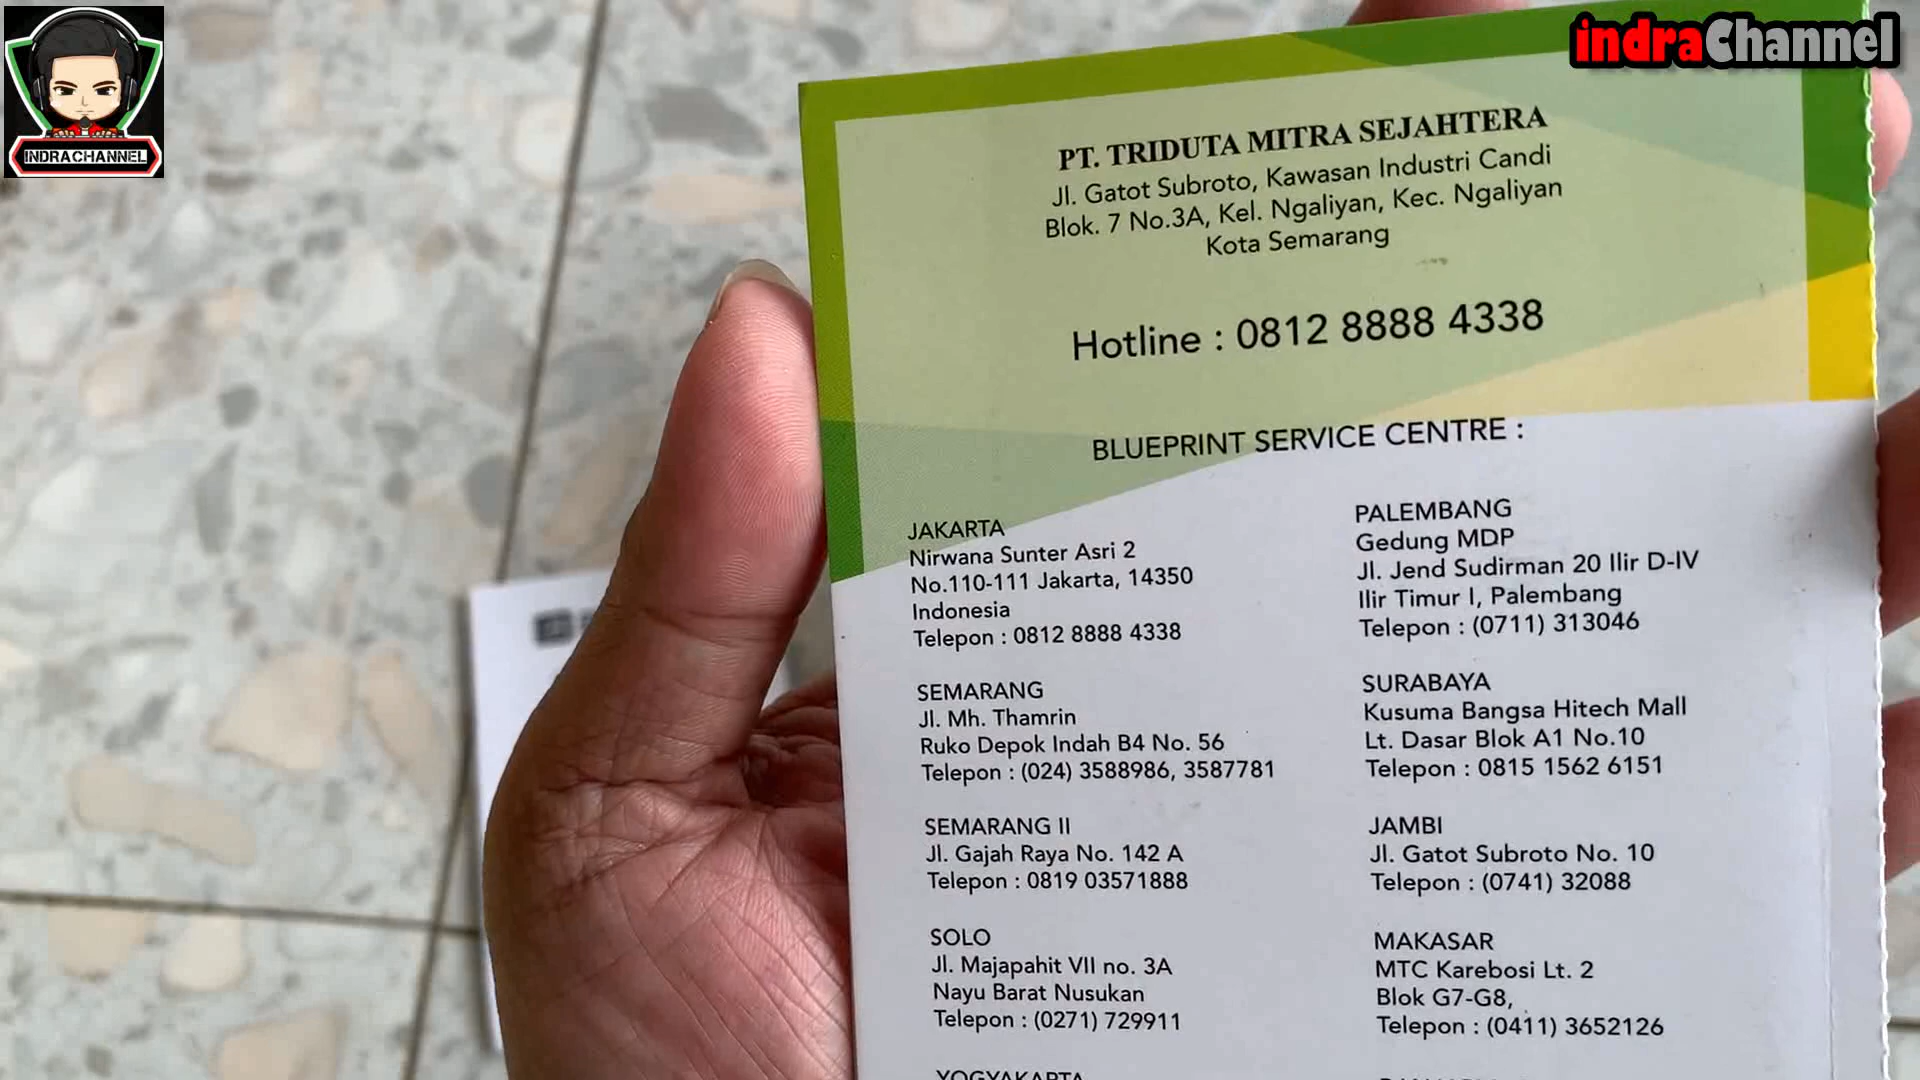 INDRA CHANNEL
indraChannel
PT. TRIDUTA MITRA SEJAHTERA
Jl. Gatot Subroto, Kawasan Industri Candi
Blok. 7 No.3A, Kel. Ngaliyan, Kec. Ngaliyan
Kota Semarang
Hotline : 0812 8888 4338
BLUEPRINT SERVICE CENTRE :
JAKARTA
Nirwana Sunter Asri 2
No.110-111 Jakarta, 14350
Indonesia
Telepon : 0812 8888 4338
SEMARANG
Jl. Mh. Thamrin
Ruko Depok Indah B4 No. 56
Telepon : (024) 3588986, 3587781
SEMARANG II
Jl. Gajah Raya No. 142 A
Telepon : 0819 03571888
SOLO
Jl. Majapahit VII no. 3A
Nayu Barat Nusukan
Telepon : (0271) 729911
YOGYAKARTA
PALEMBANG
Gedung MDP
Jl. Jend Sudirman 20 Ilir D-IV
Ilir Timur I, Palembang
Telepon : (0711) 313046
SURABAYA
Kusuma Bangsa Hitech Mall
Lt. Dasar Blok A1 No.10
Telepon : 0815 1562 6151
JAMBI
Jl. Gatot Subroto No. 10
Telepon : (0741) 32088
MAKASAR
MTC Karebosi Lt. 2
Blok G7-G8,
Telepon : (0411) 3652126